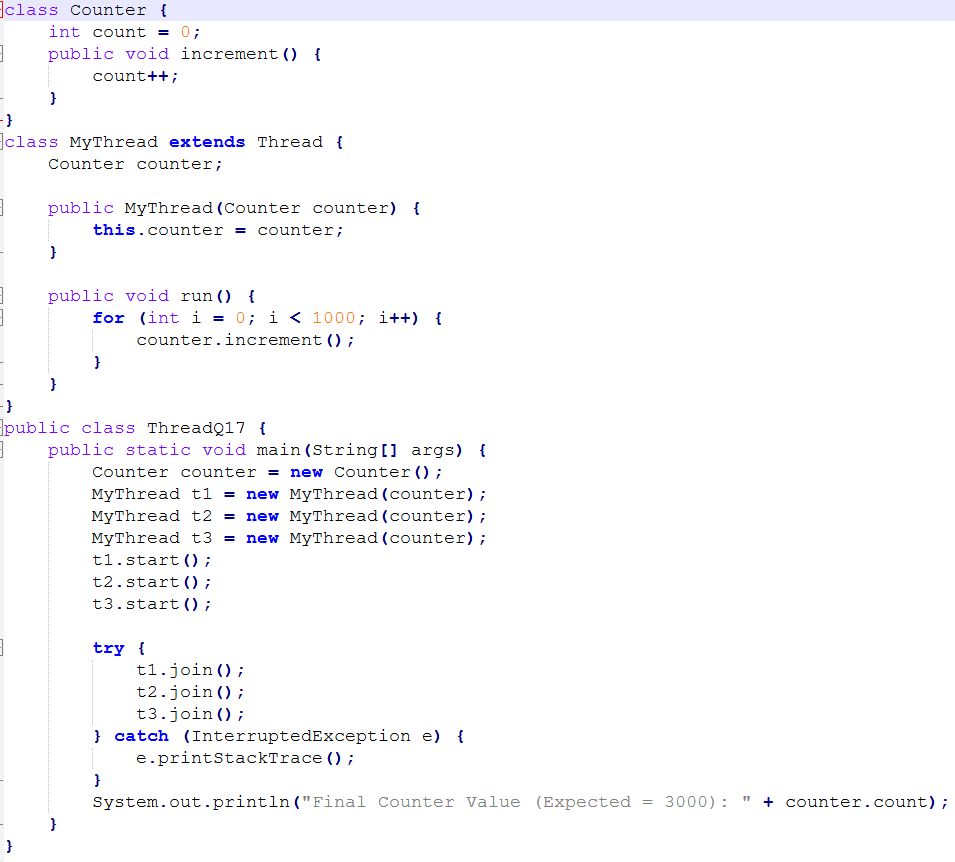 class Counter {
    int count = 0;
    public void increment() {
        count++;
    }
}
class MyThread extends Thread {
    Counter counter;

    public MyThread(Counter counter) {
        this.counter = counter;
    }

    public void run() {
        for (int i = 0; i < 1000; i++) {
            counter.increment();
        }
    }
}
public class ThreadQ17 {
    public static void main(String[] args) {
        Counter counter = new Counter();
        MyThread t1 = new MyThread(counter);
        MyThread t2 = new MyThread(counter);
        MyThread t3 = new MyThread(counter);
        t1.start();
        t2.start();
        t3.start();

        try {
            t1.join();
            t2.join();
            t3.join();
        } catch (InterruptedException e) {
            e.printStackTrace();
        }
        System.out.println("Final Counter Value (Expected = 3000): " + counter.count);
    }
}